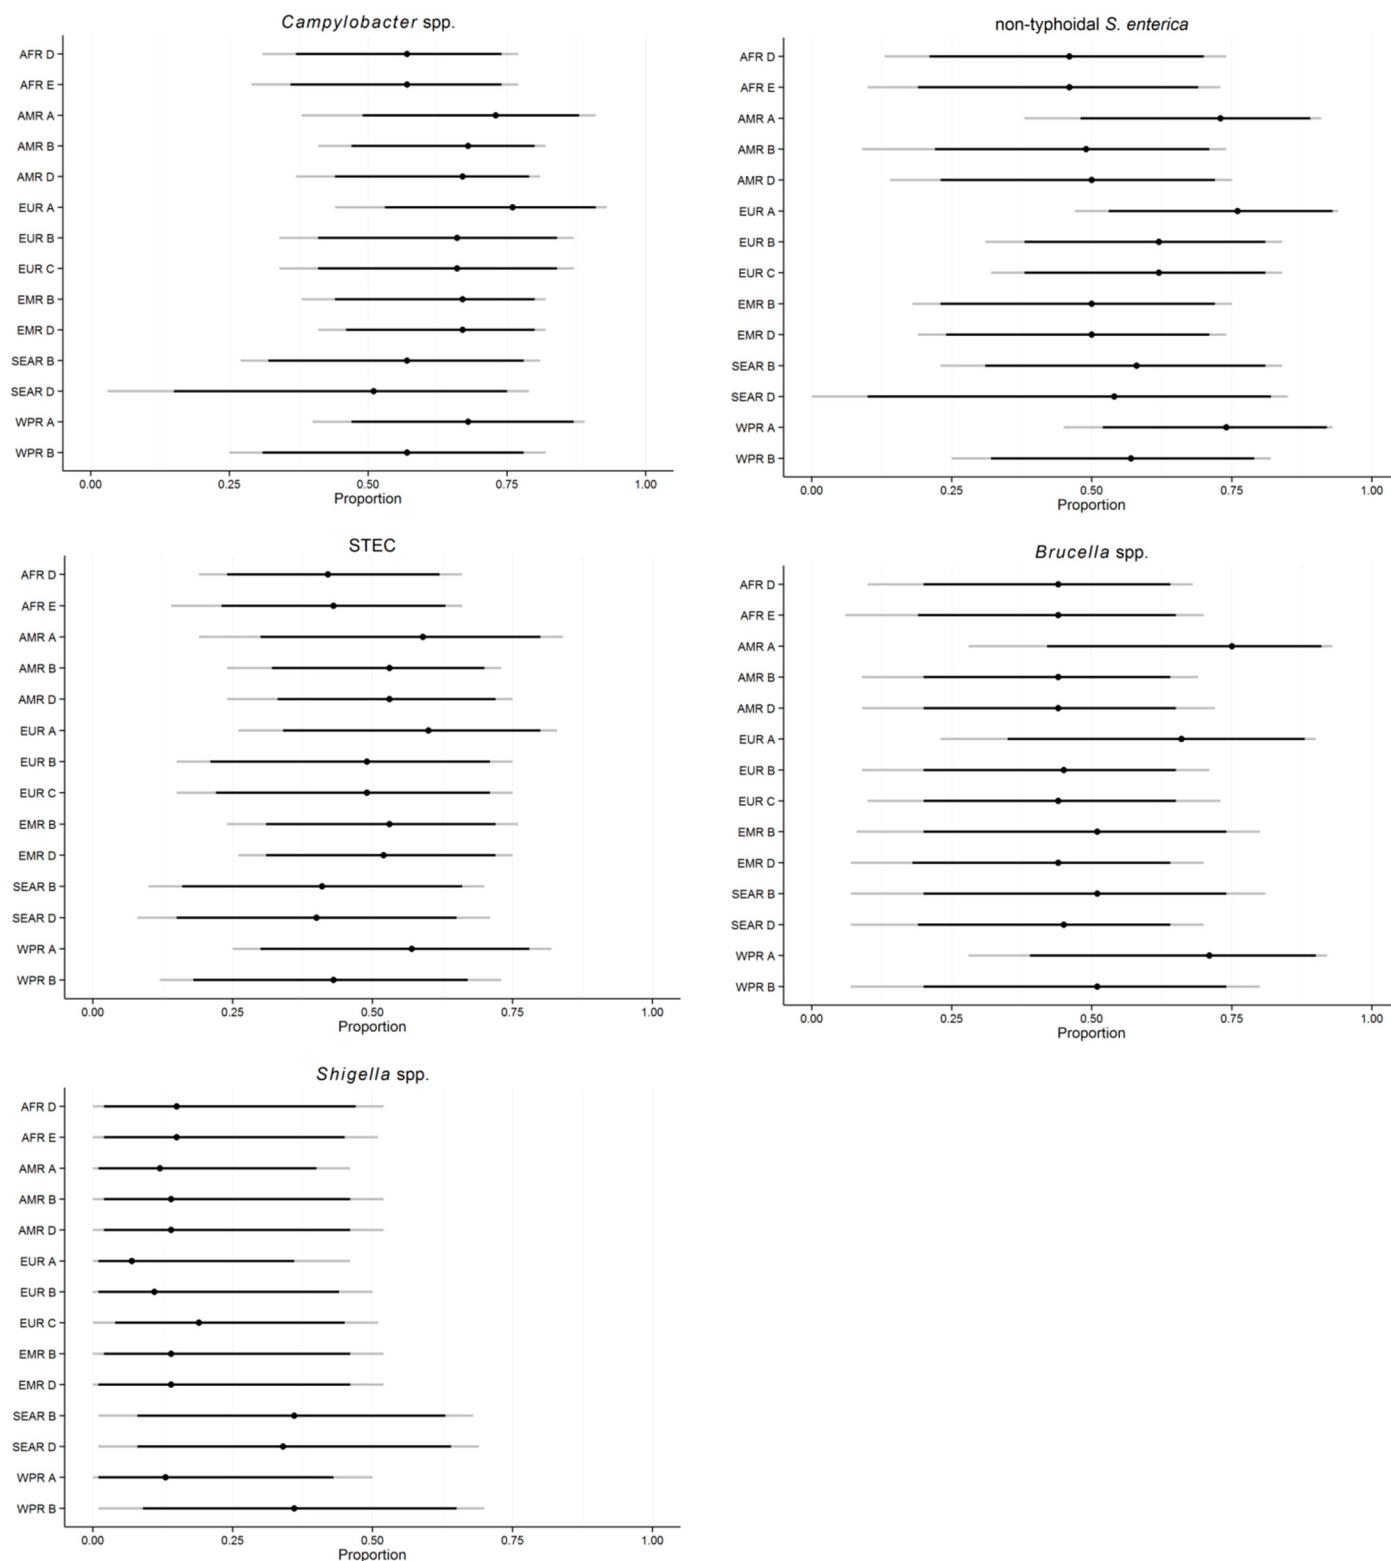 Campylobacter spp.
AFR D
AFR E
AMR A
AMR B
AMR D
EUR A
EUR B
EUR C
EMR B
EMR D
SEAR B
SEAR D
WPR A
WPR B
0.00 0.25 0.50 0.75 1.00
Proportion
non-typhoidal S. enterica
AFR D
AFR E
AMR A
AMR B
AMR D
EUR A
EUR B
EUR C
EMR B
EMR D
SEAR B
SEAR D
WPR A
WPR B
0.00 0.25 0.50 0.75 1.00
Proportion
STEC
AFR D
AFR E
AMR A
AMR B
AMR D
EUR A
EUR B
EUR C
EMR B
EMR D
SEAR B
SEAR D
WPR A
WPR B
0.00 0.25 0.50 0.75 1.00
Proportion
Brucella spp.
AFR D
AFR E
AMR A
AMR B
AMR D
EUR A
EUR B
EUR C
EMR B
EMR D
SEAR B
SEAR D
WPR A
WPR B
0.00 0.25 0.50 0.75 1.00
Proportion
Shigella spp.
AFR D
AFR E
AMR A
AMR B
AMR D
EUR A
EUR B
EUR C
EMR B
EMR D
SEAR B
SEAR D
WPR A
WPR B
0.00 0.25 0.50 0.75 1.00
Proportion